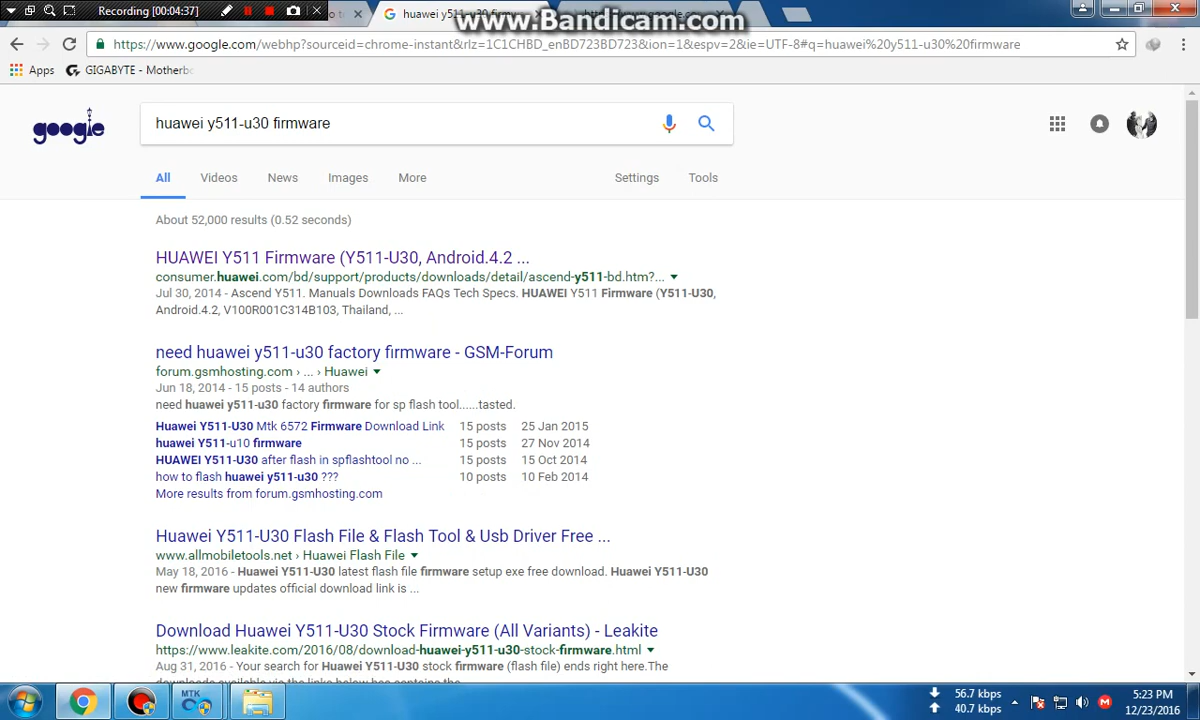 Recording [00:04:37]
huawei y511-u30 firmw
www.Bandicam.com
https://www.google.com/webhp?sourceid=chrome-instant&rlz=1C1CHBD_enBD723BD723&ion=1&espv=2&ie=UTF-8#q=huawei%20y511-u30%20firmware
Apps GIGABYTE - Motherbo
google
huawei y511-u30 firmware
All Videos News Images More Settings Tools
About 52,000 results (0.52 seconds)
HUAWEI Y511 Firmware (Y511-U30, Android.4.2 ...
consumer.huawei.com/bd/support/products/downloads/detail/ascend-y511-bd.htm?...
Jul 30, 2014 - Ascend Y511. Manuals Downloads FAQs Tech Specs. HUAWEI Y511 Firmware (Y511-U30,
Android.4.2, V100R001C314B103, Thailand, ...
need huawei y511-u30 factory firmware - GSM-Forum
forum.gsmhosting.com › ... › Huawei
Jun 18, 2014 - 15 posts - 14 authors
need huawei y511-u30 factory firmware for sp flash tool......tasted.
Huawei Y511-U30 Mtk 6572 Firmware Download Link 15 posts 25 Jan 2015
huawei Y511-u10 firmware 15 posts 27 Nov 2014
HUAWEI Y511-U30 after flash in spflashtool no ... 15 posts 15 Oct 2014
how to flash huawei y511-u30 ??? 10 posts 10 Feb 2014
More results from forum.gsmhosting.com
Huawei Y511-U30 Flash File & Flash Tool & Usb Driver Free ...
www.allmobiletools.net › Huawei Flash File
May 18, 2016 - Huawei Y511-U30 latest flash file firmware setup exe free download. Huawei Y511-U30
new firmware updates official download link is ...
Download Huawei Y511-U30 Stock Firmware (All Variants) - Leakite
https://www.leakite.com/2016/08/download-huawei-y511-u30-stock-firmware.html
Aug 31, 2016 - Your search for Huawei Y511-U30 stock firmware (flash file) ends right here.The
MTK
56.7 kbps
40.7 kbps
5:23 PM
12/23/2016